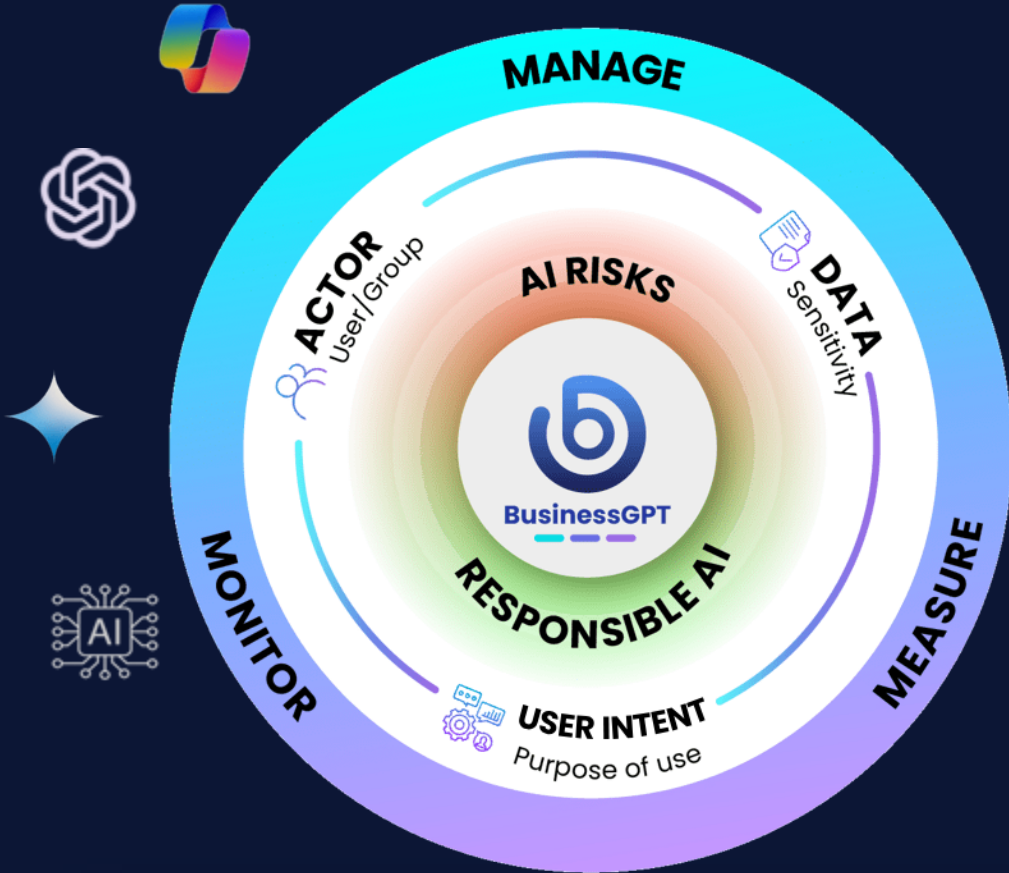 MANAGE
ACTOR
User/Group
DATA
Sensitivity
AI RISKS
BusinessGPT
RESPONSIBLE AI
MONITOR
MEASURE
AI
USER INTENT
Purpose of use